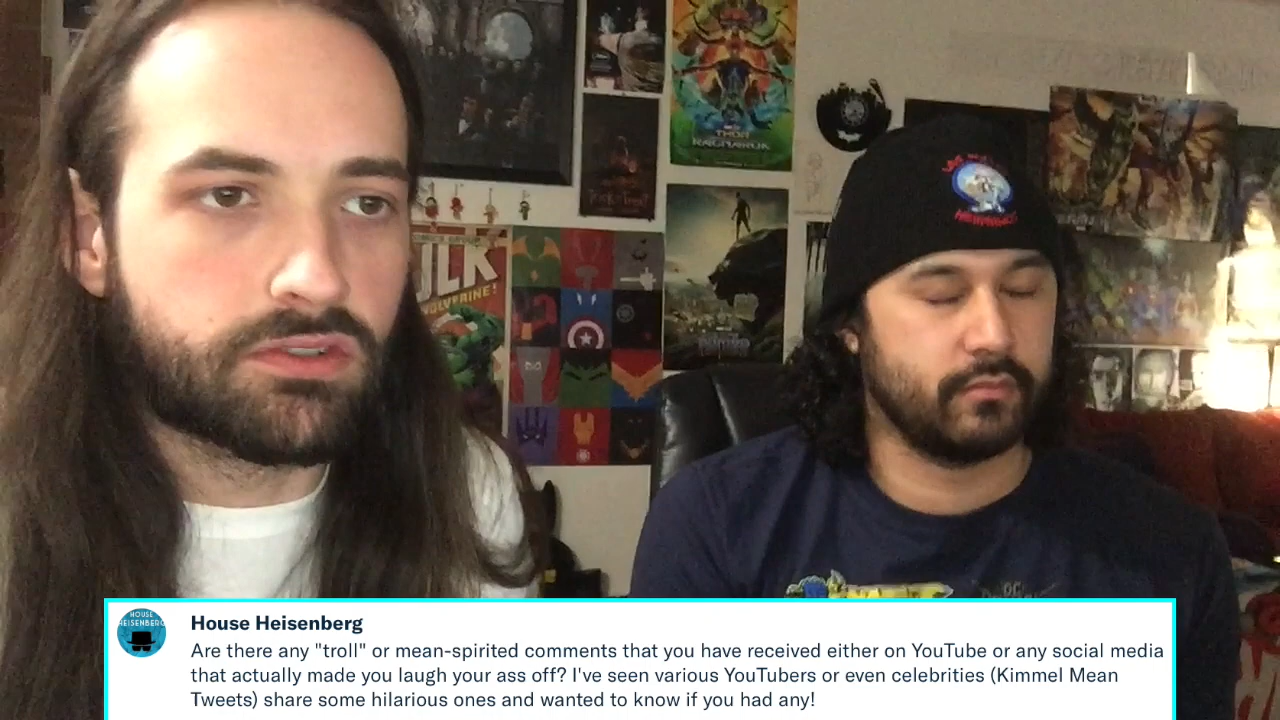 THOR
RAGNAROK
ULK
WOLVERINE!
HOUSE
HEISENBERG
House Heisenberg
Are there any "troll" or mean-spirited comments that you have received either on YouTube or any social media
that actually made you laugh your ass off? I've seen various YouTubers or even celebrities (Kimmel Mean
Tweets) share some hilarious ones and wanted to know if you had any!